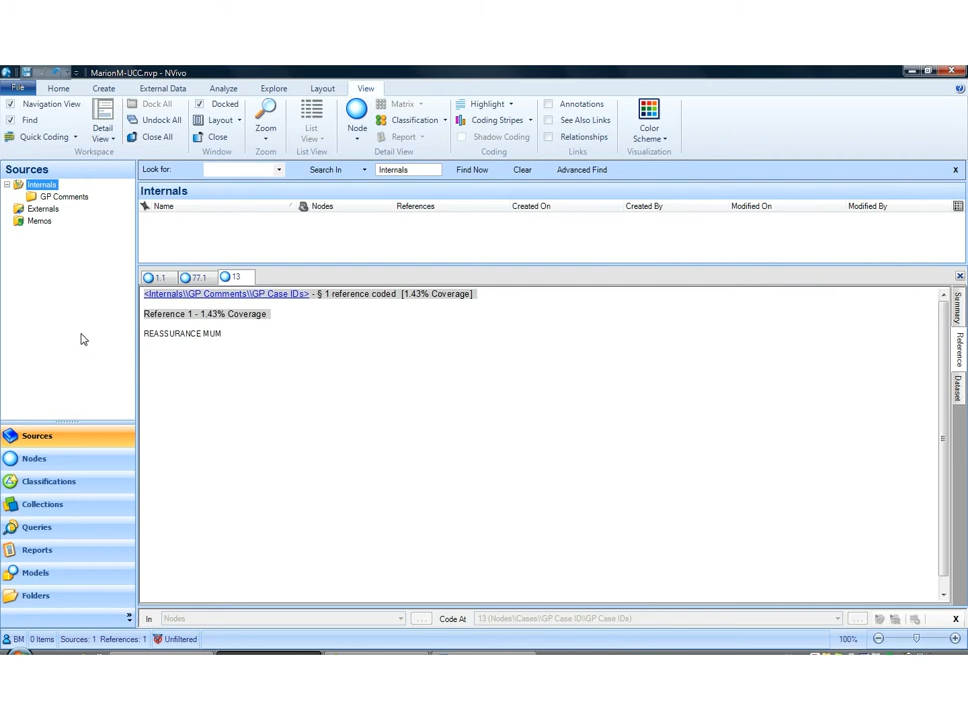 MarionM-UCC.nvp - NVivo
File Home Create External Data Analyze Explore Layout View
Navigation View Detail View Dock All Docked Zoom List View Node Matrix Highlight Annotations Color Scheme
Find Undock All Layout Classification Coding Stripes See Also Links
Quick Coding Close All Close Report Shadow Coding Relationships
Workspace Window Zoom List View Detail View Coding Links Visualization
Sources Look for: Search In Internals Find Now Clear Advanced Find x
Internals
GP Comments
Externals
Memos
Internals
Name Nodes References Created On Created By Modified On Modified By
1.1 77.1 13
<Internals\\GP Comments\\GP Case IDs> - § 1 reference coded [1.43% Coverage]
Reference 1 - 1.43% Coverage
REASSURANCE MUM
Summary
Reference
Dataset
Sources
Nodes
Classifications
Collections
Queries
Reports
Models
Folders
In Nodes ... Code At 13 (Nodes\\Cases\\GP Case ID\\GP Case IDs) ... x
BM 0 Items Sources: 1 References: 1 Unfiltered 100%